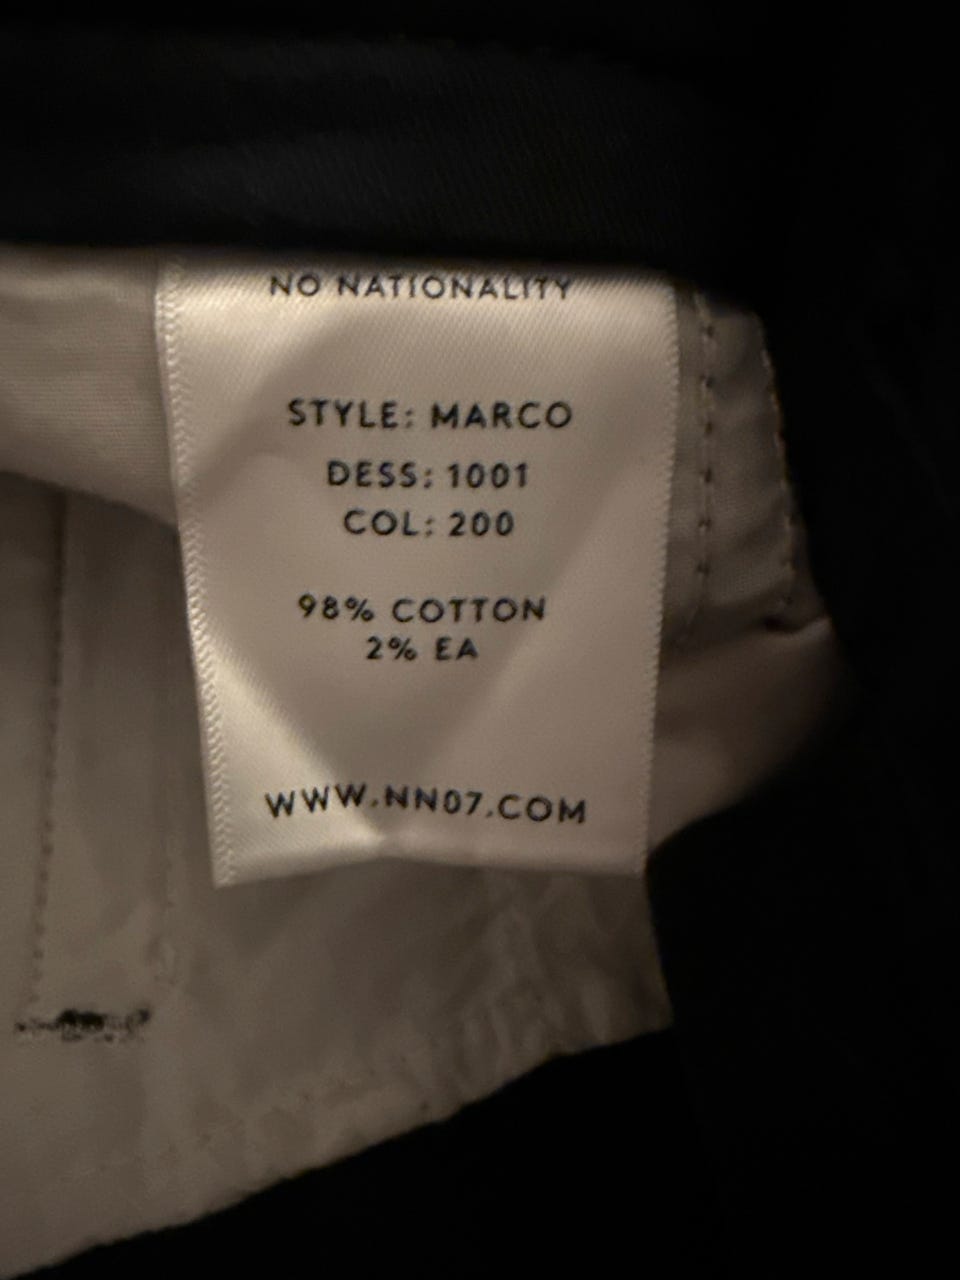 NO NATIONALITY
STYLE: MARCO
DESS: 1001
COL: 200
98% COTTON
2% EA
WWW.NN07.COM